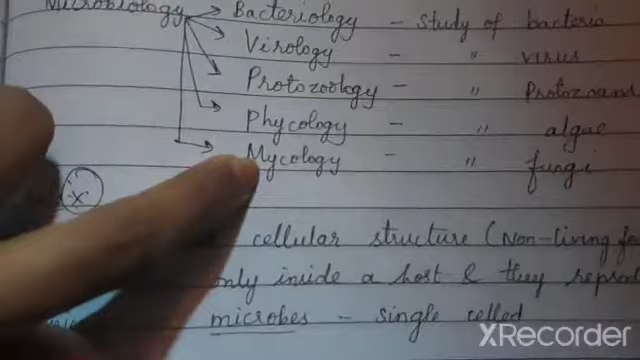 Microbiology Bacteriology - study of bacteria
Virology - " virus
Protozoology - " Protozoans
Phycology - " algae
Mycology - " fungi
x
cellular structure (Non-living
only inside a host & they
microbes - single celled
XRecorder